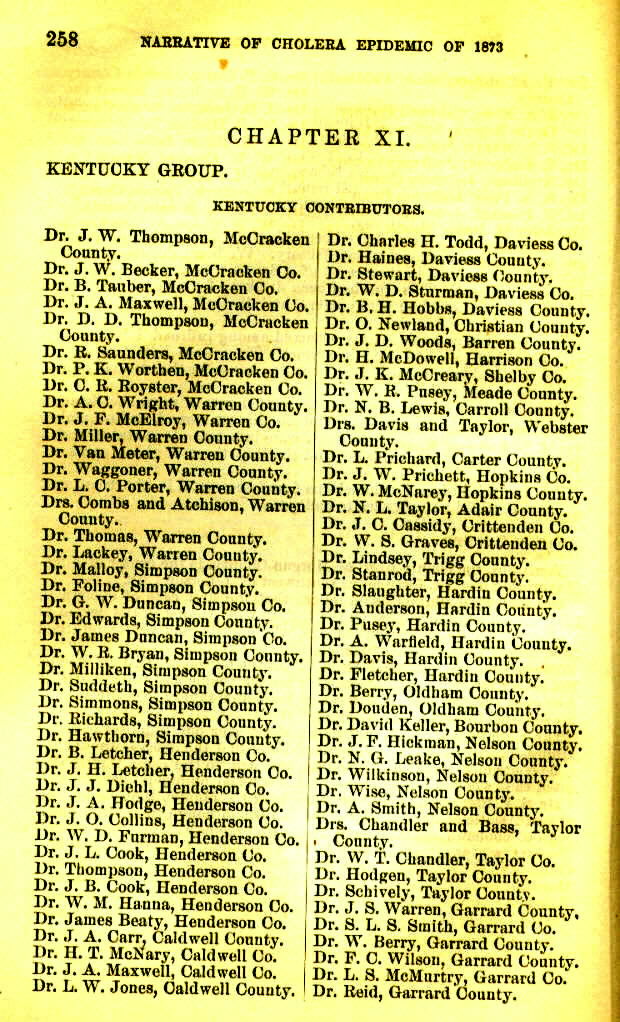 258 NARRATIVE OF CHOLERA EPIDEMIC OF 1873
CHAPTER XI.
KENTUCKY GROUP.
KENTUCKY CONTRIBUTORS.
Dr. J. W. Thompson, McCracken
County.
Dr. J. W. Becker, McCracken Co.
Dr. B. Tauber, McCracken Co.
Dr. J. A. Maxwell, McCracken Co.
Dr. D. D. Thompson, McCracken
County.
Dr. R. Saunders, McCracken Co.
Dr. P. K. Worthen, McCracken Co.
Dr. C. R. Royster, McCracken Co.
Dr. A. C. Wright, Warren County.
Dr. J. F. McElroy, Warren Co.
Dr. Miller, Warren County.
Dr. Van Meter, Warren County.
Dr. Waggoner, Warren County.
Dr. L. C. Porter, Warren County.
Drs. Combs and Atchison, Warren
County.
Dr. Thomas, Warren County.
Dr. Lackey, Warren County.
Dr. Malloy, Simpson County.
Dr. Foline, Simpson County.
Dr. G. W. Duncan, Simpson Co.
Dr. Edwards, Simpson County.
Dr. James Duncan, Simpson Co.
Dr. W. R. Bryan, Simpson County.
Dr. Milliken, Simpson County.
Dr. Suddeth, Simpson County.
Dr. Simmons, Simpson County.
Dr. Richards, Simpson County.
Dr. Hawthorn, Simpson County.
Dr. B. Letcher, Henderson Co.
Dr. J. H. Letcher, Henderson Co.
Dr. J. J. Diehl, Henderson Co.
Dr. J. A. Hodge, Henderson Co.
Dr. J. O. Collins, Henderson Co.
Dr. W. D. Furman, Henderson Co.
Dr. J. L. Cook, Henderson Co.
Dr. Thompson, Henderson Co.
Dr. J. B. Cook, Henderson Co.
Dr. W. M. Hanna, Henderson Co.
Dr. James Beaty, Henderson Co.
Dr. J. A. Carr, Caldwell County.
Dr. H. T. McNary, Caldwell Co.
Dr. J. A. Maxwell, Caldwell Co.
Dr. L. W. Jones, Caldwell County.
Dr. Charles H. Todd, Daviess Co.
Dr. Haines, Daviess County.
Dr. Stewart, Daviess County.
Dr. W. D. Sturman, Daviess Co.
Dr. B. H. Hobbs, Daviess County.
Dr. O. Newland, Christian County.
Dr. J. D. Woods, Barren County.
Dr. H. McDowell, Harrison Co.
Dr. J. K. McCreary, Shelby Co.
Dr. W. R. Pusey, Meade County.
Dr. N. B. Lewis, Carroll County.
Drs. Davis and Taylor, Webster
County.
Dr. L. Prichard, Carter County.
Dr. J. W. Prichett, Hopkins Co.
Dr. W. McNarey, Hopkins County.
Dr. N. L. Taylor, Adair County.
Dr. J. C. Cassidy, Crittenden Co.
Dr. W. S. Graves, Crittenden Co.
Dr. Lindsey, Trigg County.
Dr. Stanrod, Trigg County.
Dr. Slaughter, Hardin County.
Dr. Anderson, Hardin County.
Dr. Pusey, Hardin County.
Dr. A. Warfield, Hardin County.
Dr. Davis, Hardin County.
Dr. Fletcher, Hardin County.
Dr. Berry, Oldham County.
Dr. Douden, Oldham County.
Dr. David Keller, Bourbon County.
Dr. J. F. Hickman, Nelson County.
Dr. N. G. Leake, Nelson County.
Dr. Wilkinson, Nelson County.
Dr. Wise, Nelson County.
Dr. A. Smith, Nelson County.
Drs. Chandler and Bass, Taylor
County.
Dr. W. T. Chandler, Taylor Co.
Dr. Hodgen, Taylor County.
Dr. Schively, Taylor County.
Dr. J. S. Warren, Garrard County.
Dr. S. L. S. Smith, Garrard Co.
Dr. W. Berry, Garrard County.
Dr. F. C. Wilson, Garrard County.
Dr. L. S. McMurtry, Garrard Co.
Dr. Reid, Garrard County.